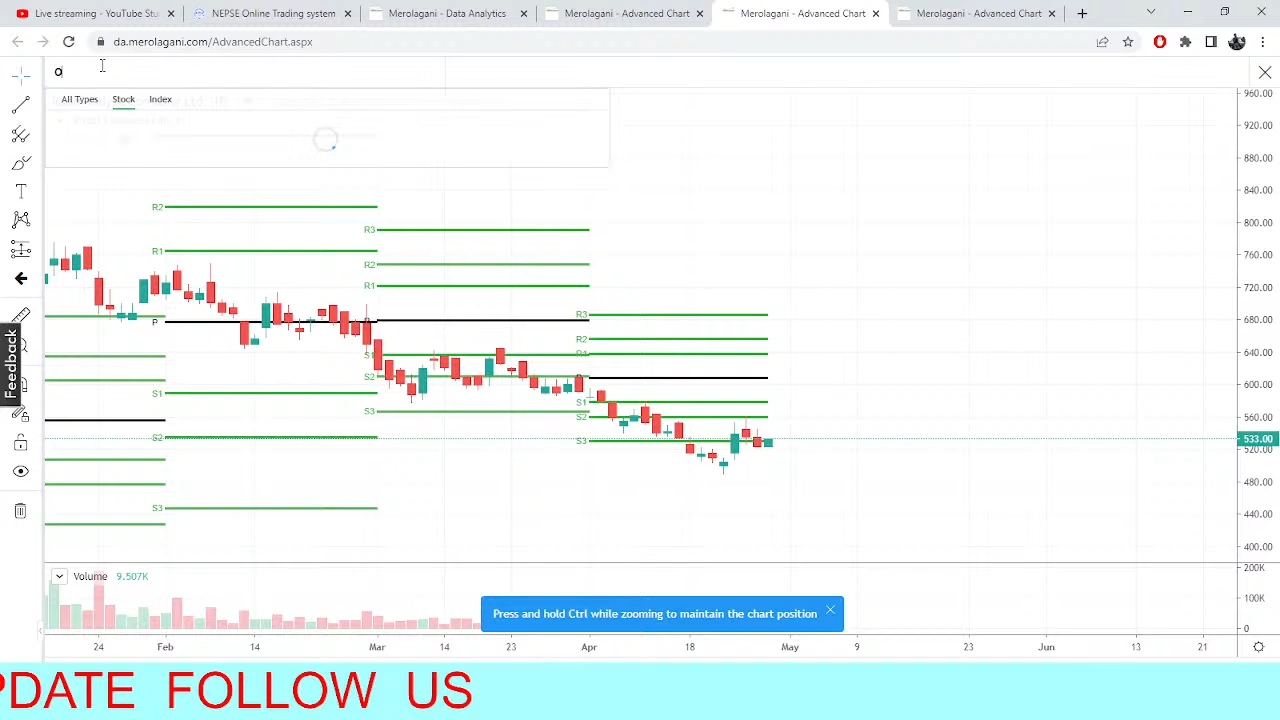 Live streaming - YouTube Stu
NEPSE Online Trading system
Merolagani - Data Analytics
Merolagani - Advanced Chart
Merolagani - Advanced Chart
Merolagani - Advanced Chart
da.merolagani.com/AdvancedChart.aspx
o
All Types
Stock
Index
960.00
920.00
880.00
840.00
800.00
760.00
720.00
680.00
640.00
600.00
560.00
533.00
520.00
480.00
440.00
400.00
R2
R1
P
S1
S2
S3
R3
R2
R1
S1
S2
S3
R3
R2
R1
S1
S2
S3
Feedback
Volume 9.507K
200K
100K
0
Press and hold Ctrl while zooming to maintain the chart position
24
Feb
14
Mar
14
23
Apr
18
May
9
23
Jun
13
21
PDATE FOLLOW US